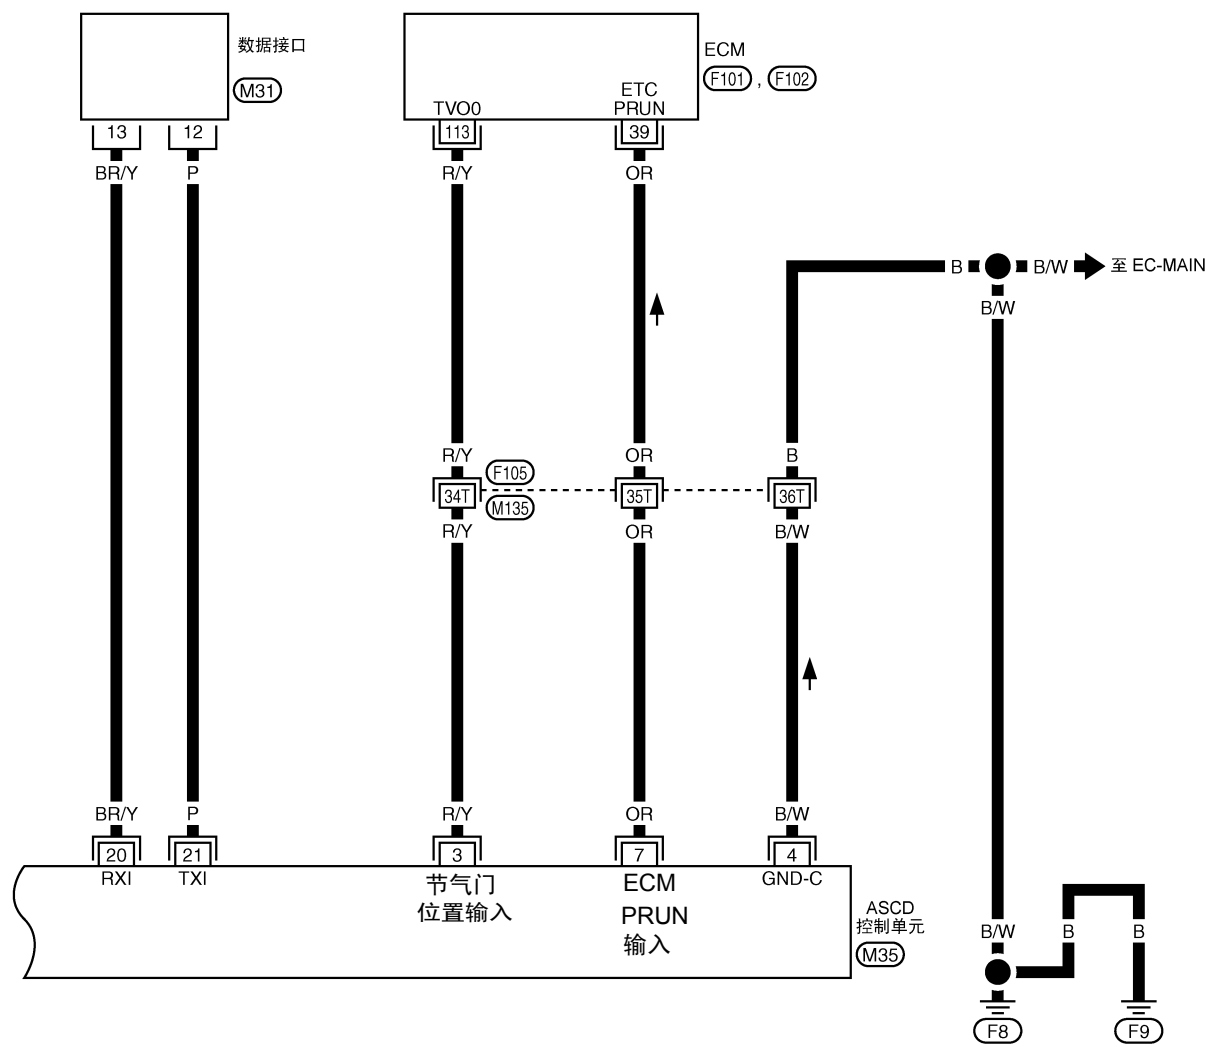 数据接口
M31
13
12
BR/Y
P
ECM
F101 , F102
TVO0
ETC
PRUN
113
39
R/Y
OR
B
B/W
至 EC-MAIN
B/W
R/Y
OR
B
F105
34T
35T
36T
M135
R/Y
OR
B/W
BR/Y
P
R/Y
OR
B/W
20
21
3
7
4
RXI
TXI
节气门
位置输入
ECM
PRUN
输入
GND-C
ASCD
控制单元
M35
B/W
B
B
F8
F9